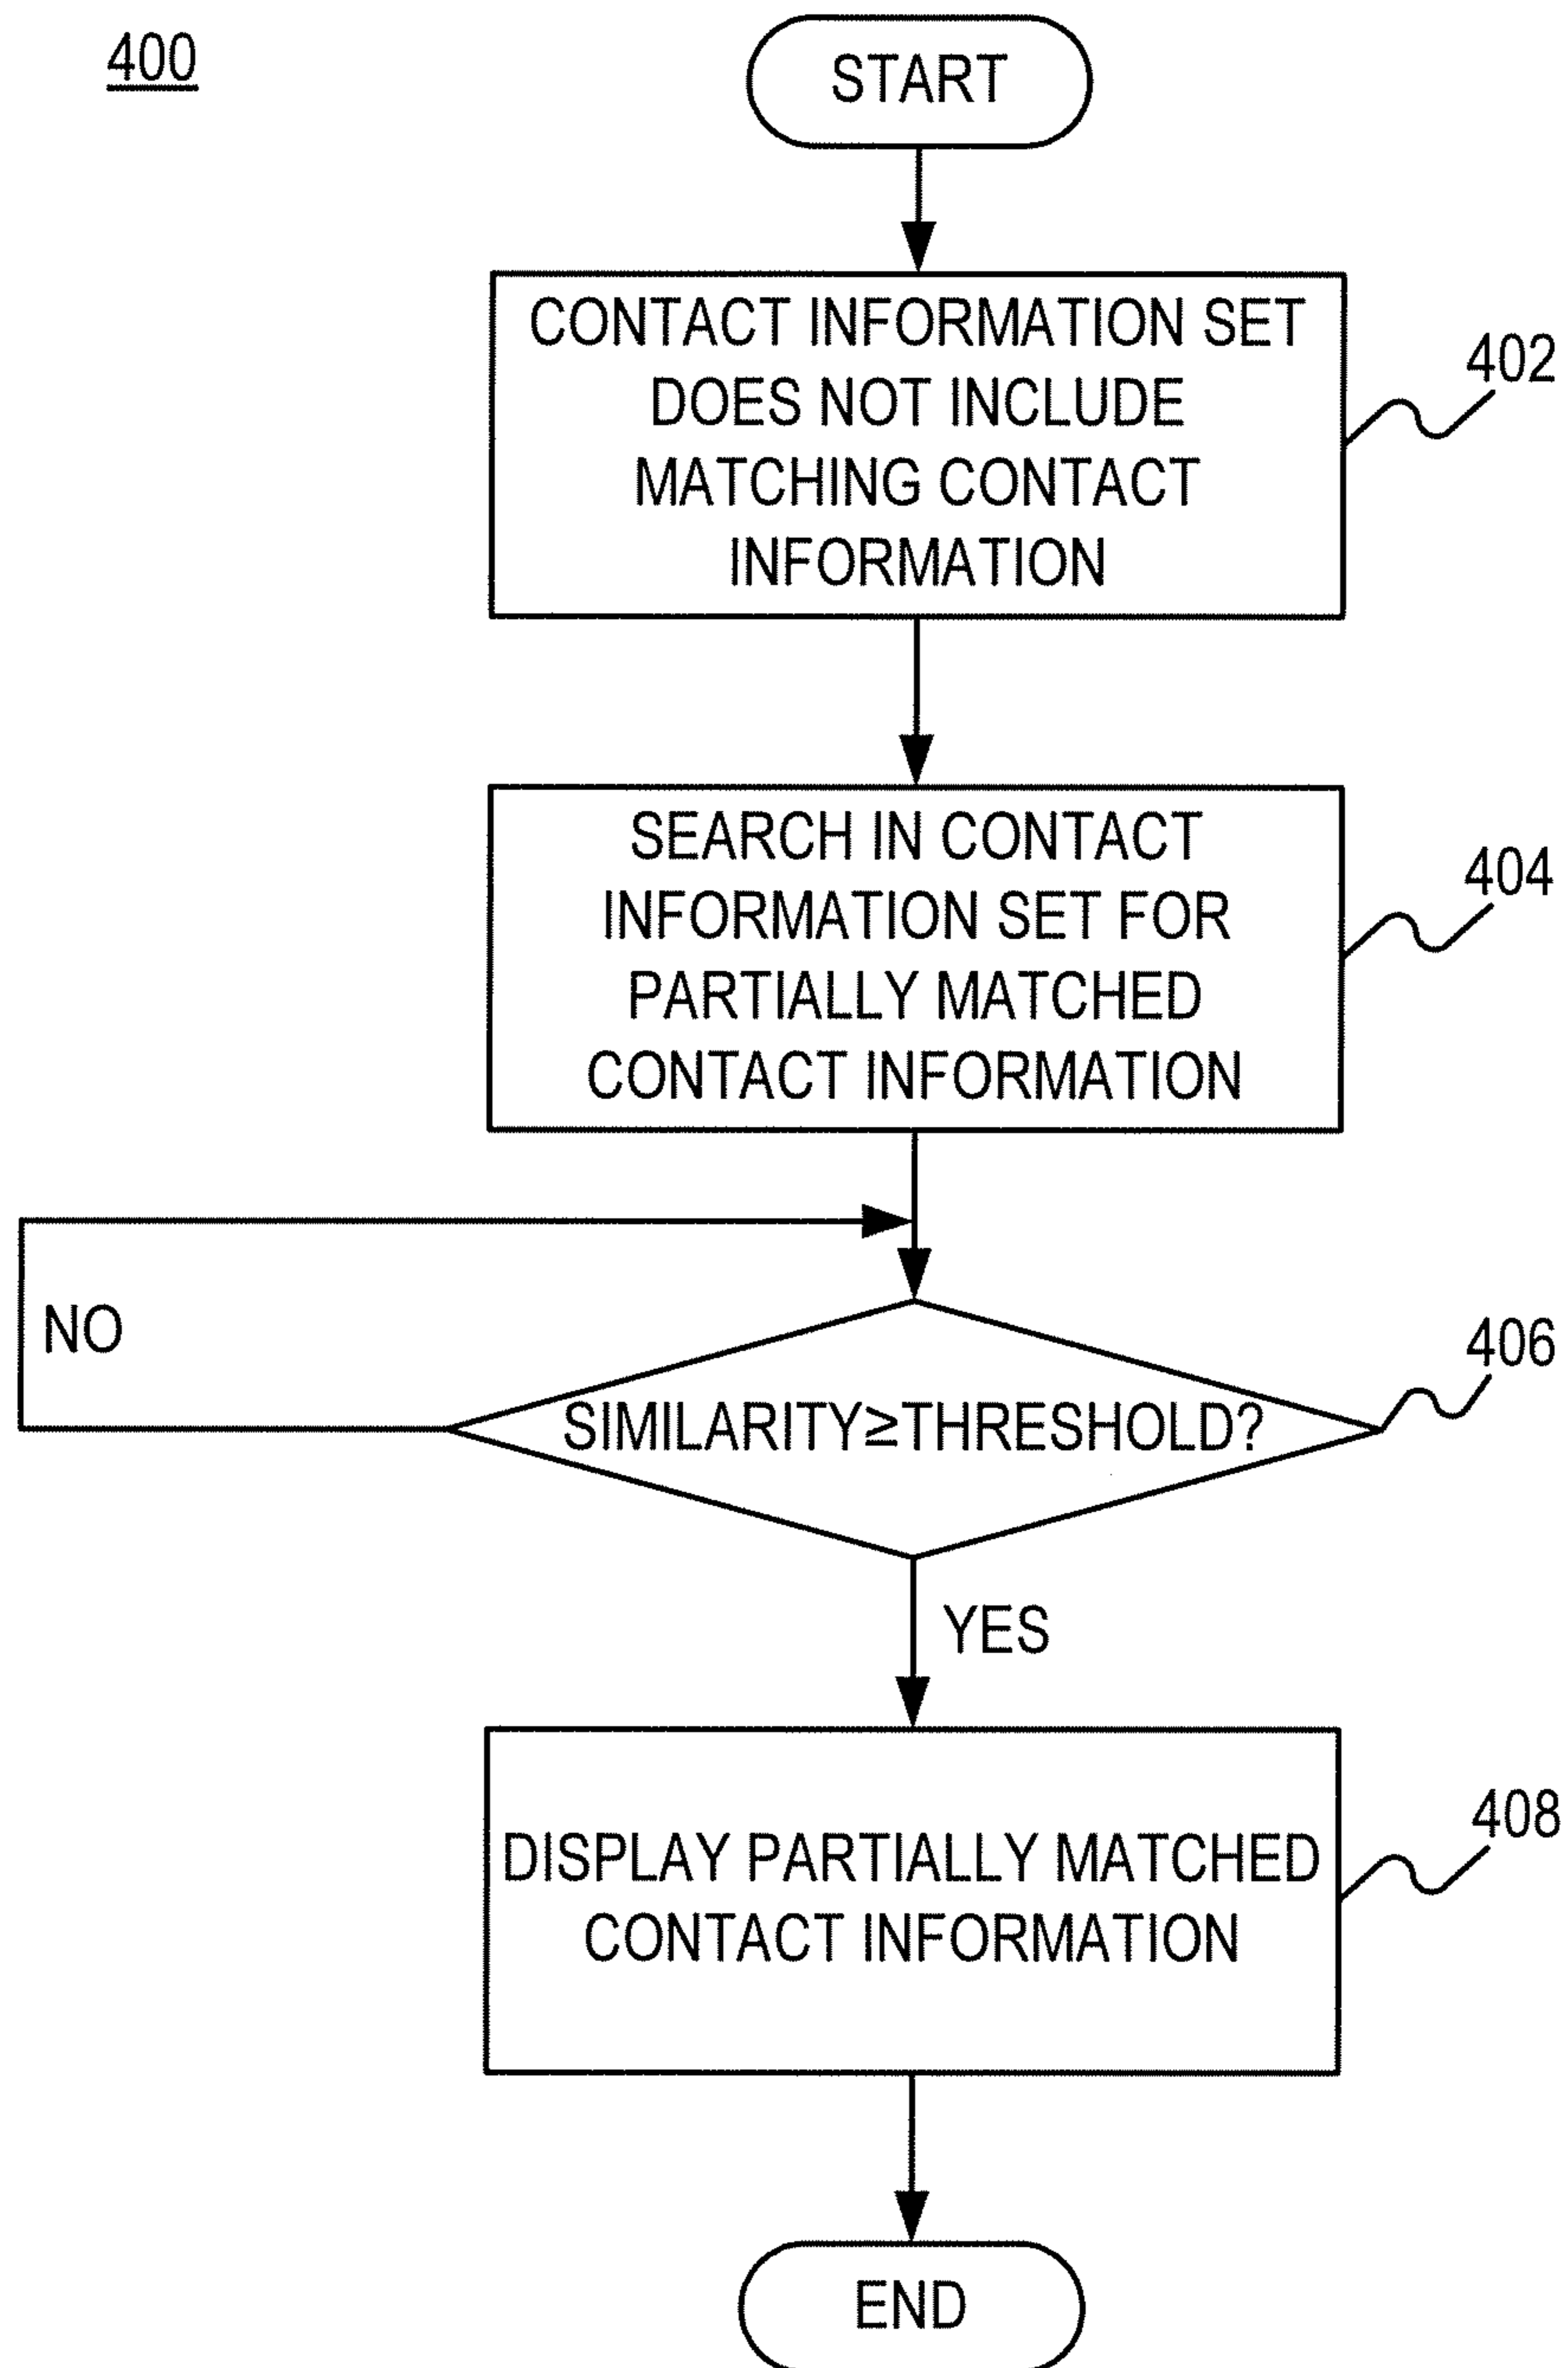 400
START
CONTACT INFORMATION SET
DOES NOT INCLUDE
MATCHING CONTACT
INFORMATION
402
SEARCH IN CONTACT
INFORMATION SET FOR
PARTIALLY MATCHED
CONTACT INFORMATION
404
NO
SIMILARITY≥THRESHOLD?
406
YES
DISPLAY PARTIALLY MATCHED
CONTACT INFORMATION
408
END